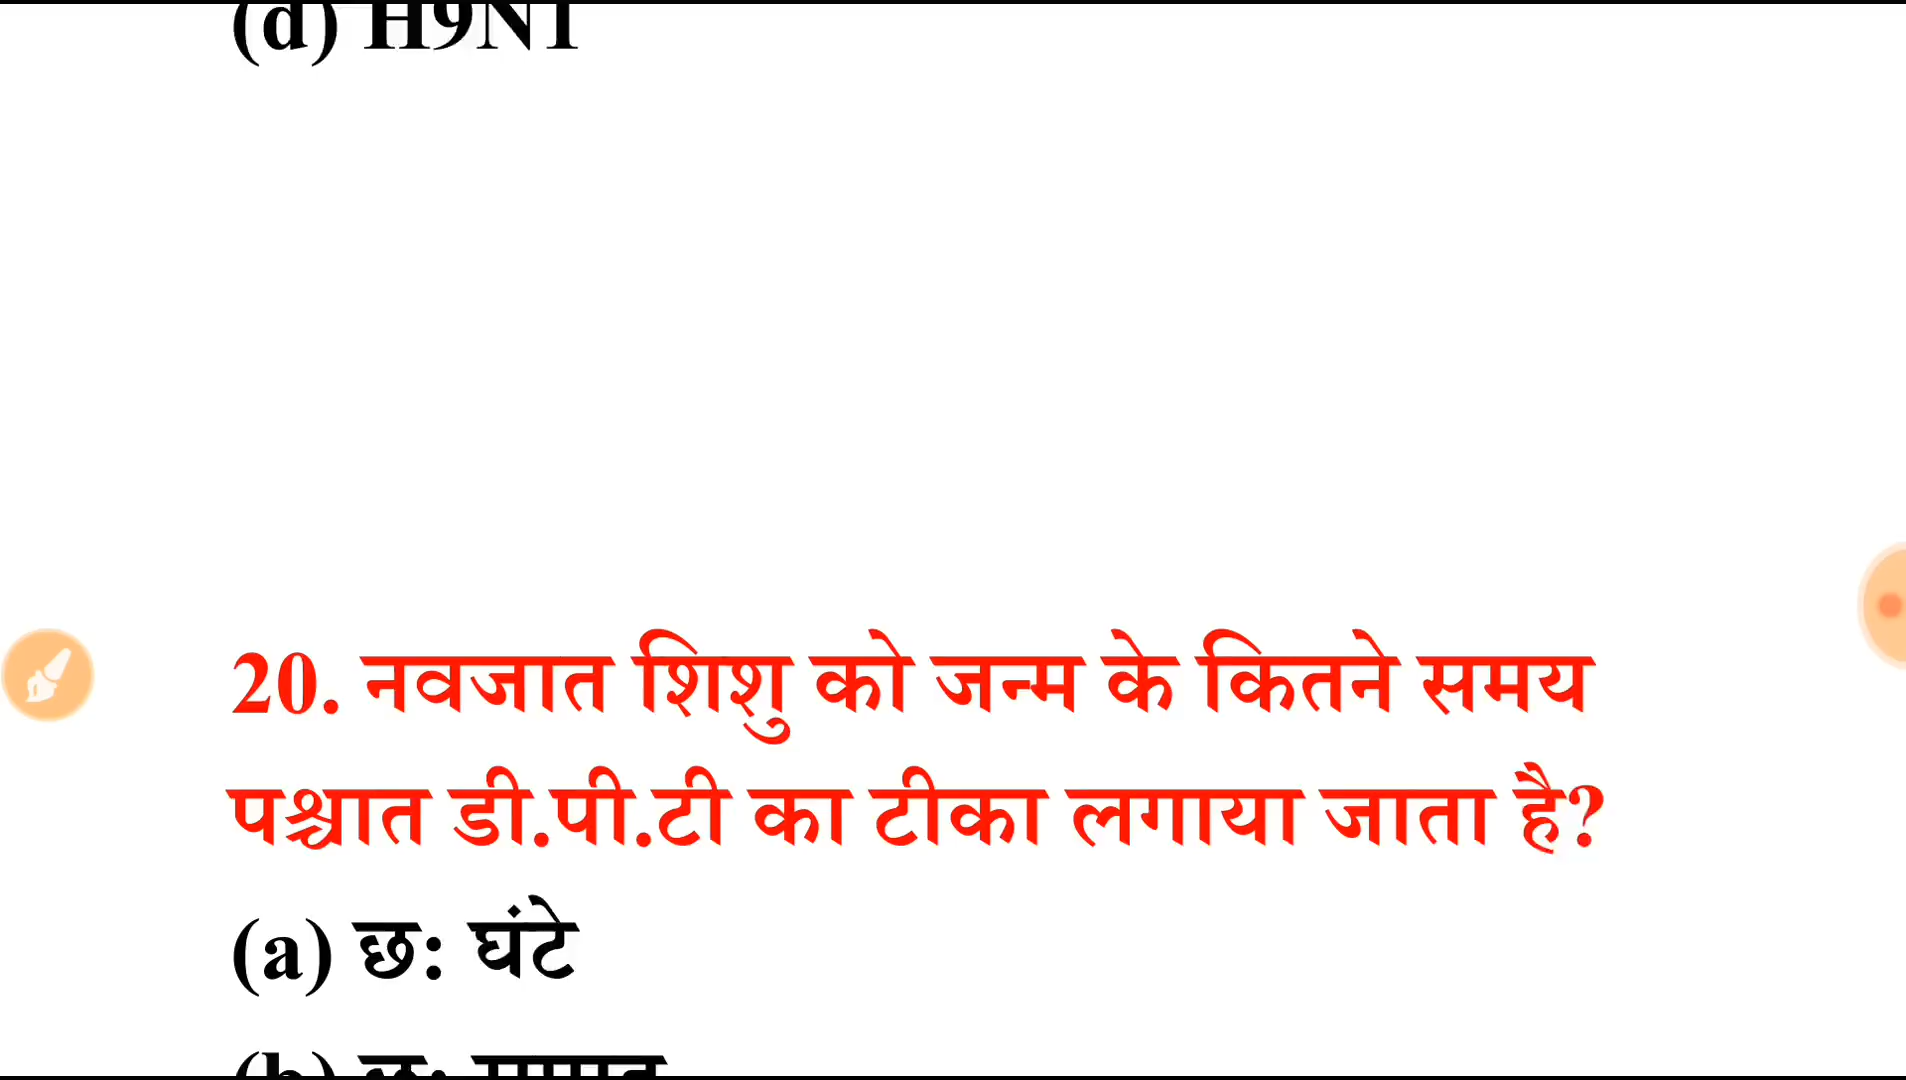 (d) H9N1
20. नवजात शिशु को जन्म के कितने समय
पश्चात डी.पी.टी का टीका लगाया जाता है?
(a) छ: घंटे
(b) छ: